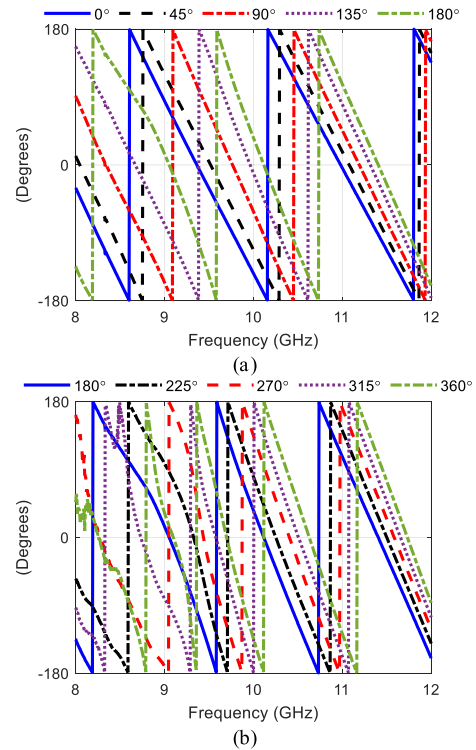 0° 45° 90° 135° 180°
180
0
-180
(Degrees)
8 9 10 11 12
Frequency (GHz)
(a)
180° 225° 270° 315° 360°
180
0
-180
(Degrees)
8 9 10 11 12
Frequency (GHz)
(b)